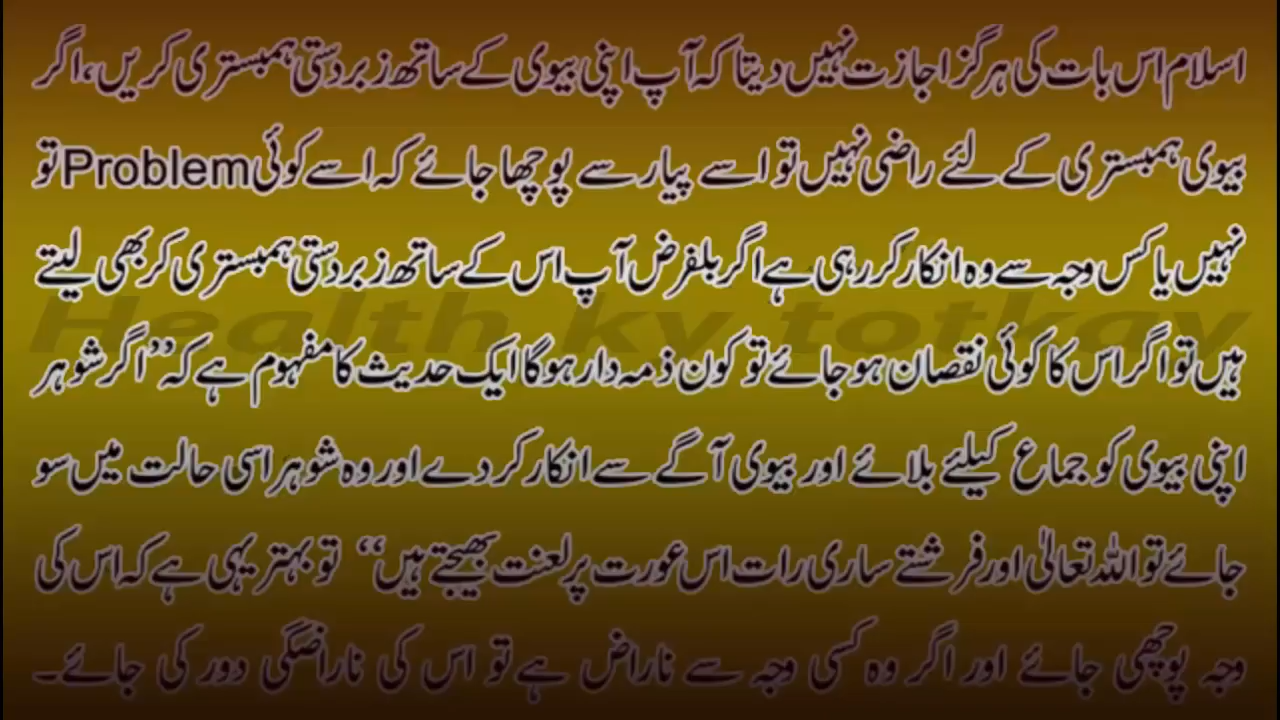 اسلام اس بات کی ہرگز اجازت نہیں دیتا کہ آپ اپنی بیوی کے ساتھ زبردستی ہمبستری کریں، اگر
بیوی ہمبستری کے لئے راضی نہیں تو اسے پیار سے پوچھا جائے کہ اسے کوئی Problem تو
نہیں یا کس وجہ سے وہ انکار کر رہی ہے اگر بلفرض آپ اس کے ساتھ زبردستی ہمبستری کر بھی لیتے
Health ky totkay
ہیں تو اگر اس کا کوئی نقصان ہو جائے تو کون ذمہ دار ہوگا ایک حدیث کا مفہوم ہے کہ ”اگر شوہر
اپنی بیوی کو جماع کیلئے بلائے اور بیوی آگے سے انکار کردے اور وہ شوہر اسی حالت میں سو
جائے تو اللہ تعالیٰ اور فرشتے ساری رات اس عورت پر لعنت بھیجتے ہیں“ تو بہتر یہی ہے کہ اس کی
وجہ پوچھی جائے اور اگر وہ کسی وجہ سے ناراض ہے تو اس کی ناراضگی دور کی جائے۔